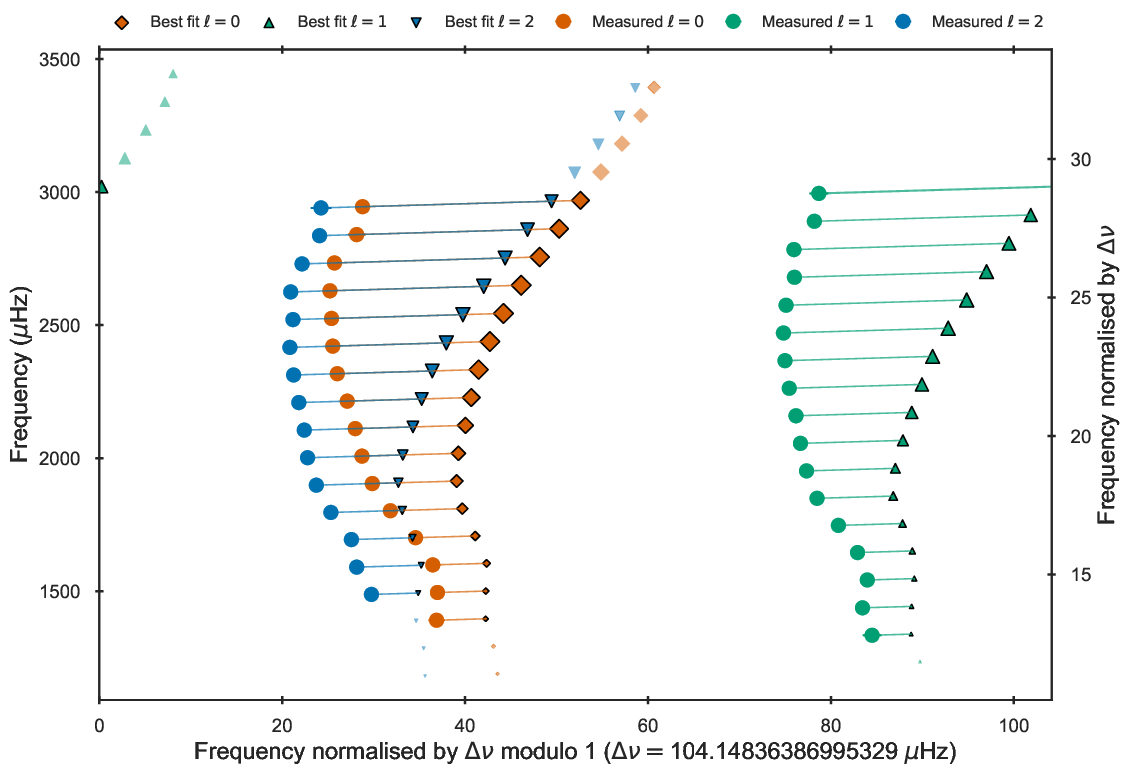 Best fit ℓ = 0 Best fit ℓ = 1 Best fit ℓ = 2 Measured ℓ = 0 Measured ℓ = 1 Measured ℓ = 2
3500
3000
2500
2000
1500
Frequency (μHz)
30
25
20
15
Frequency normalised by Δν
0 20 40 60 80 100
Frequency normalised by Δν modulo 1 (Δν = 104.14836386995329 μHz)